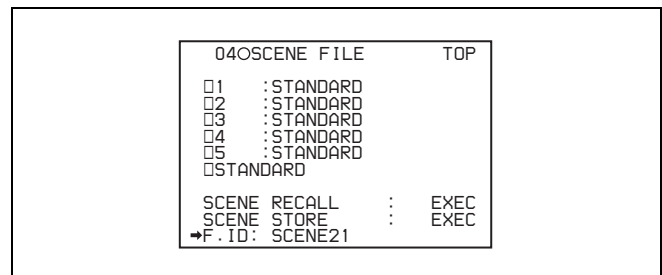 04○SCENE FILE TOP
□1 :STANDARD
□2 :STANDARD
□3 :STANDARD
□4 :STANDARD
□5 :STANDARD
□STANDARD
SCENE RECALL : EXEC
SCENE STORE : EXEC
➡F.ID: SCENE21